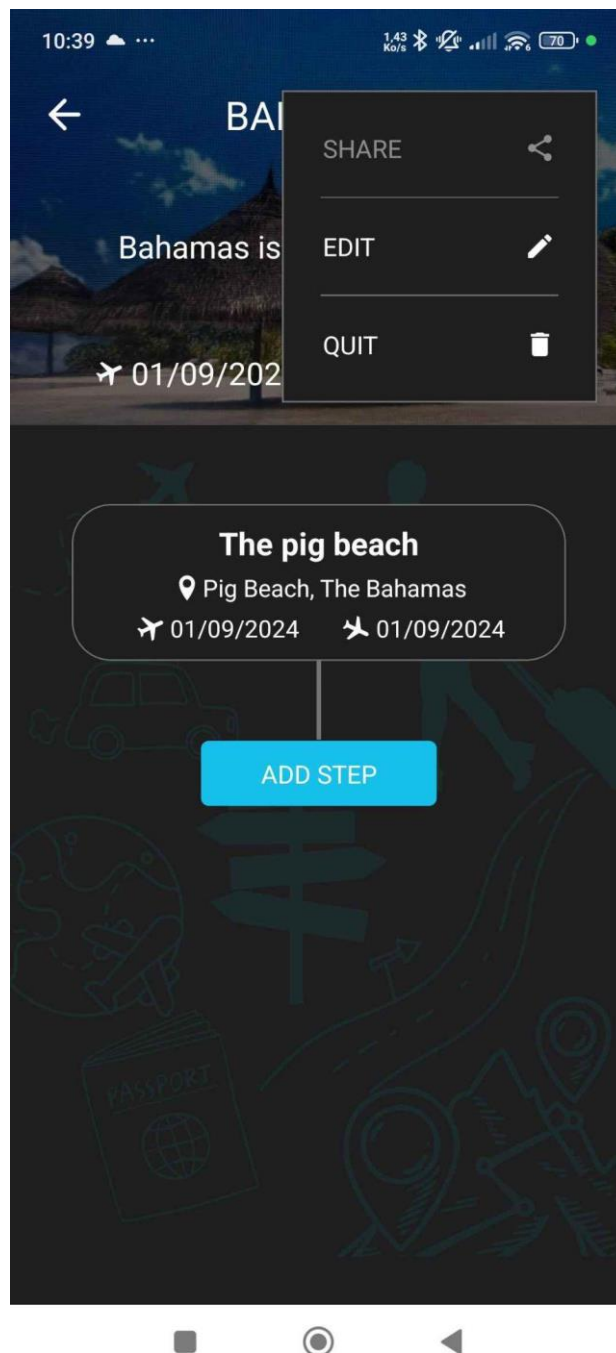 10:39 ...
1,43
Ko/s
70
BAI
SHARE
Bahamas is
EDIT
QUIT
01/09/202
The pig beach
Pig Beach, The Bahamas
01/09/2024 01/09/2024
ADD STEP
PASSPORT